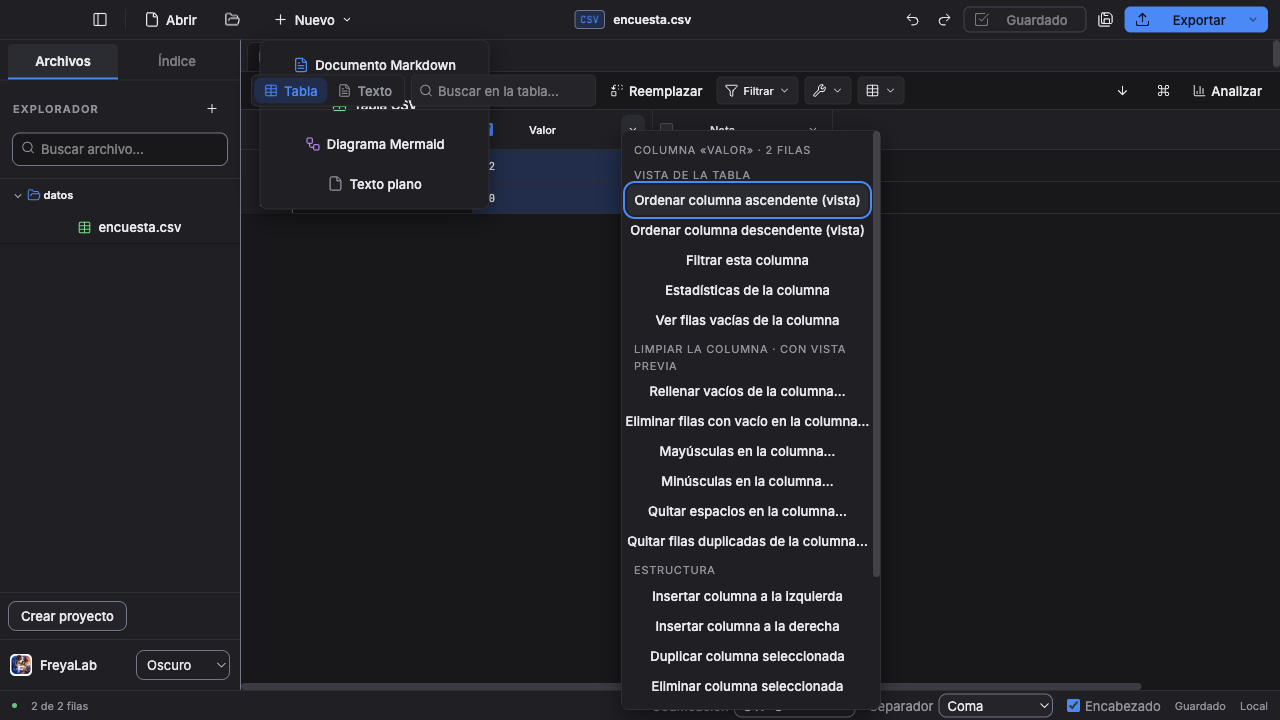 Abrir
Nuevo
CSV
encuesta.csv
Guardado
Exportar
Archivos
Índice
Documento Markdown
Tabla
Texto
Buscar en la tabla...
Reemplazar
Filtrar
Analizar
EXPLORADOR
Tabla CSV
Valor
Nota
Buscar archivo...
Diagrama Mermaid
COLUMNA «VALOR» · 2 FILAS
2
VISTA DE LA TABLA
datos
Texto plano
0
Ordenar columna ascendente (vista)
encuesta.csv
Ordenar columna descendente (vista)
Filtrar esta columna
Estadísticas de la columna
Ver filas vacías de la columna
LIMPIAR LA COLUMNA · CON VISTA
PREVIA
Rellenar vacíos de la columna...
Eliminar filas con vacío en la columna...
Mayúsculas en la columna...
Minúsculas en la columna...
Quitar espacios en la columna...
Quitar filas duplicadas de la columna...
ESTRUCTURA
Insertar columna a la izquierda
Insertar columna a la derecha
Duplicar columna seleccionada
Eliminar columna seleccionada
Crear proyecto
FreyaLab
Oscuro
2 de 2 filas
Separador
Coma
Encabezado
Guardado
Local